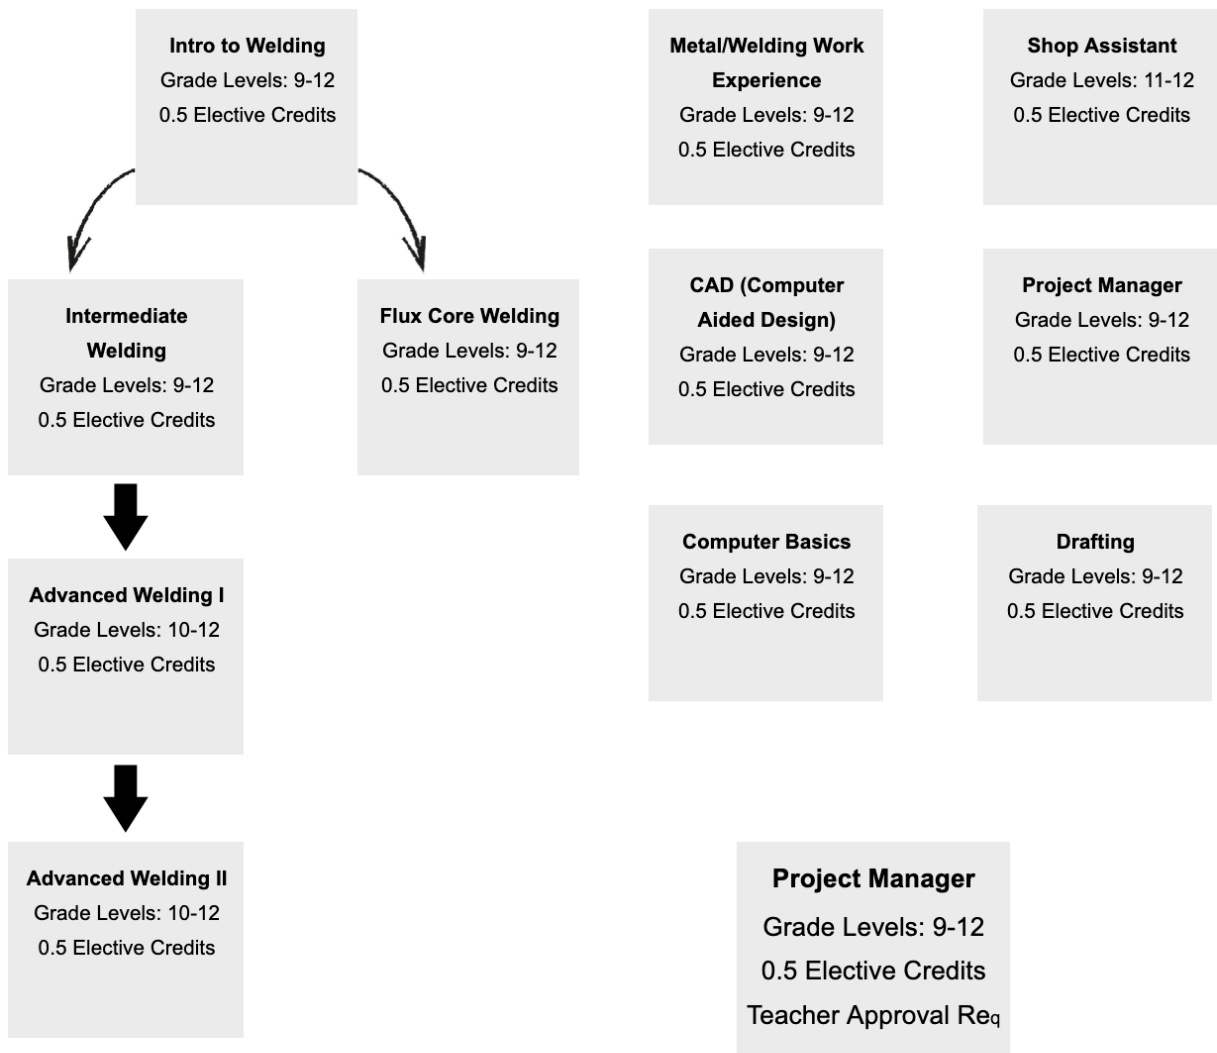 Intro to Welding
Grade Levels: 9-12
0.5 Elective Credits
Intermediate
Welding
Grade Levels: 9-12
0.5 Elective Credits
Flux Core Welding
Grade Levels: 9-12
0.5 Elective Credits
Advanced Welding I
Grade Levels: 10-12
0.5 Elective Credits
Advanced Welding II
Grade Levels: 10-12
0.5 Elective Credits
Metal/Welding Work
Experience
Grade Levels: 9-12
0.5 Elective Credits
Shop Assistant
Grade Levels: 11-12
0.5 Elective Credits
CAD (Computer
Aided Design)
Grade Levels: 9-12
0.5 Elective Credits
Project Manager
Grade Levels: 9-12
0.5 Elective Credits
Computer Basics
Grade Levels: 9-12
0.5 Elective Credits
Drafting
Grade Levels: 9-12
0.5 Elective Credits
Project Manager
Grade Levels: 9-12
0.5 Elective Credits
Teacher Approval Req